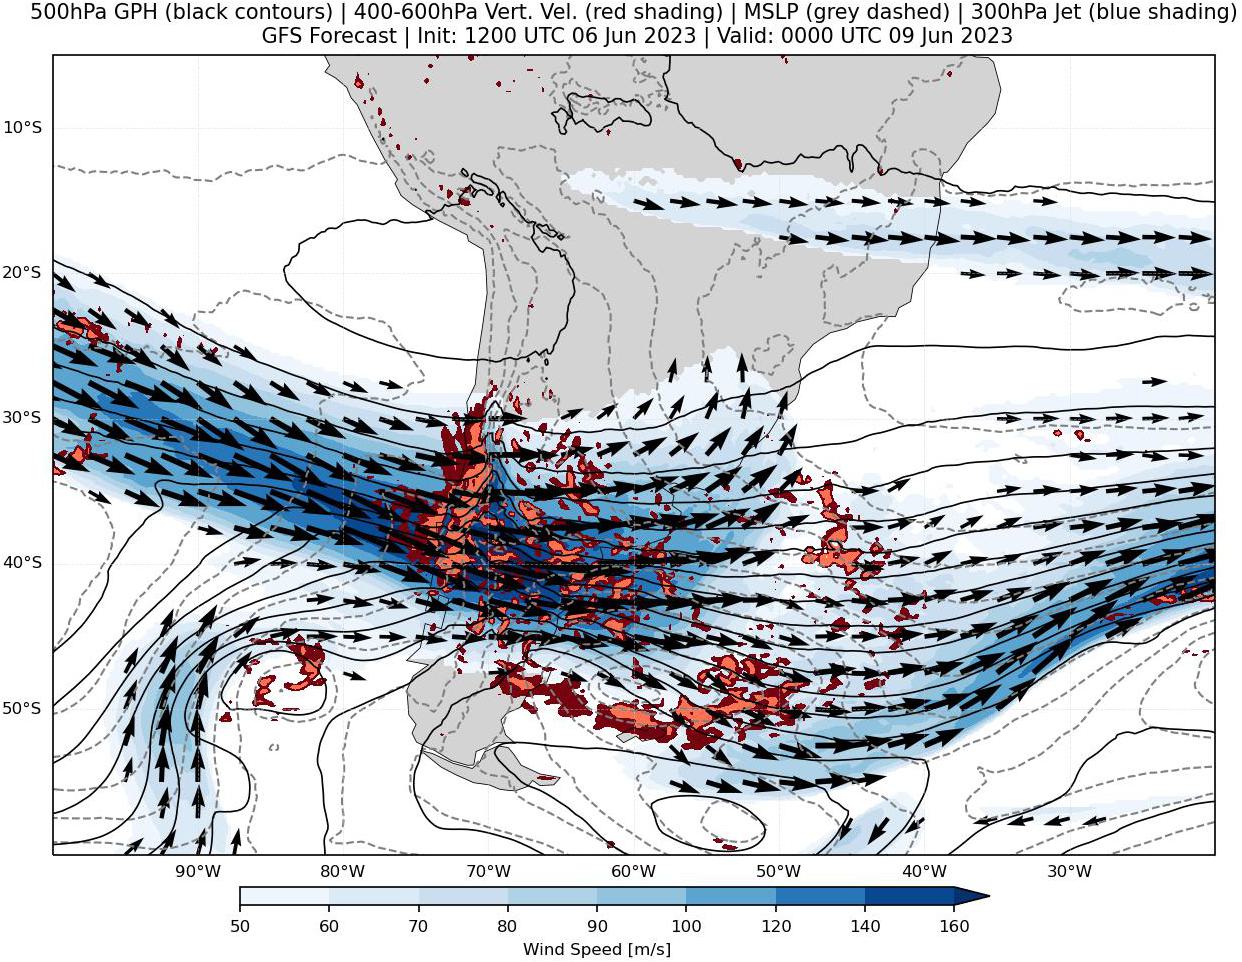 500hPa GPH (black contours) | 400-600hPa Vert. Vel. (red shading) | MSLP (grey dashed) | 300hPa Jet (blue shading)
GFS Forecast | Init: 1200 UTC 06 Jun 2023 | Valid: 0000 UTC 09 Jun 2023
10°S
20°S
30°S
40°S
50°S
90°W 80°W 70°W 60°W 50°W 40°W 30°W
50 60 70 80 90 100 120 140 160
Wind Speed [m/s]